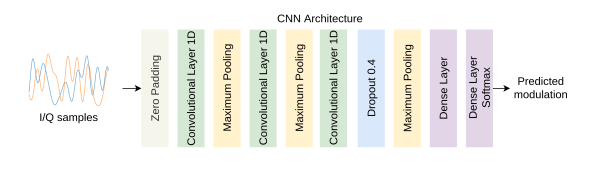 CNN Architecture
I/Q samples
Zero Padding
Convolutional Layer 1D
Maximum Pooling
Convolutional Layer 1D
Maximum Pooling
Convolutional Layer 1D
Dropout 0.4
Maximum Pooling
Dense Layer
Dense Layer
Softmax
Predicted
modulation